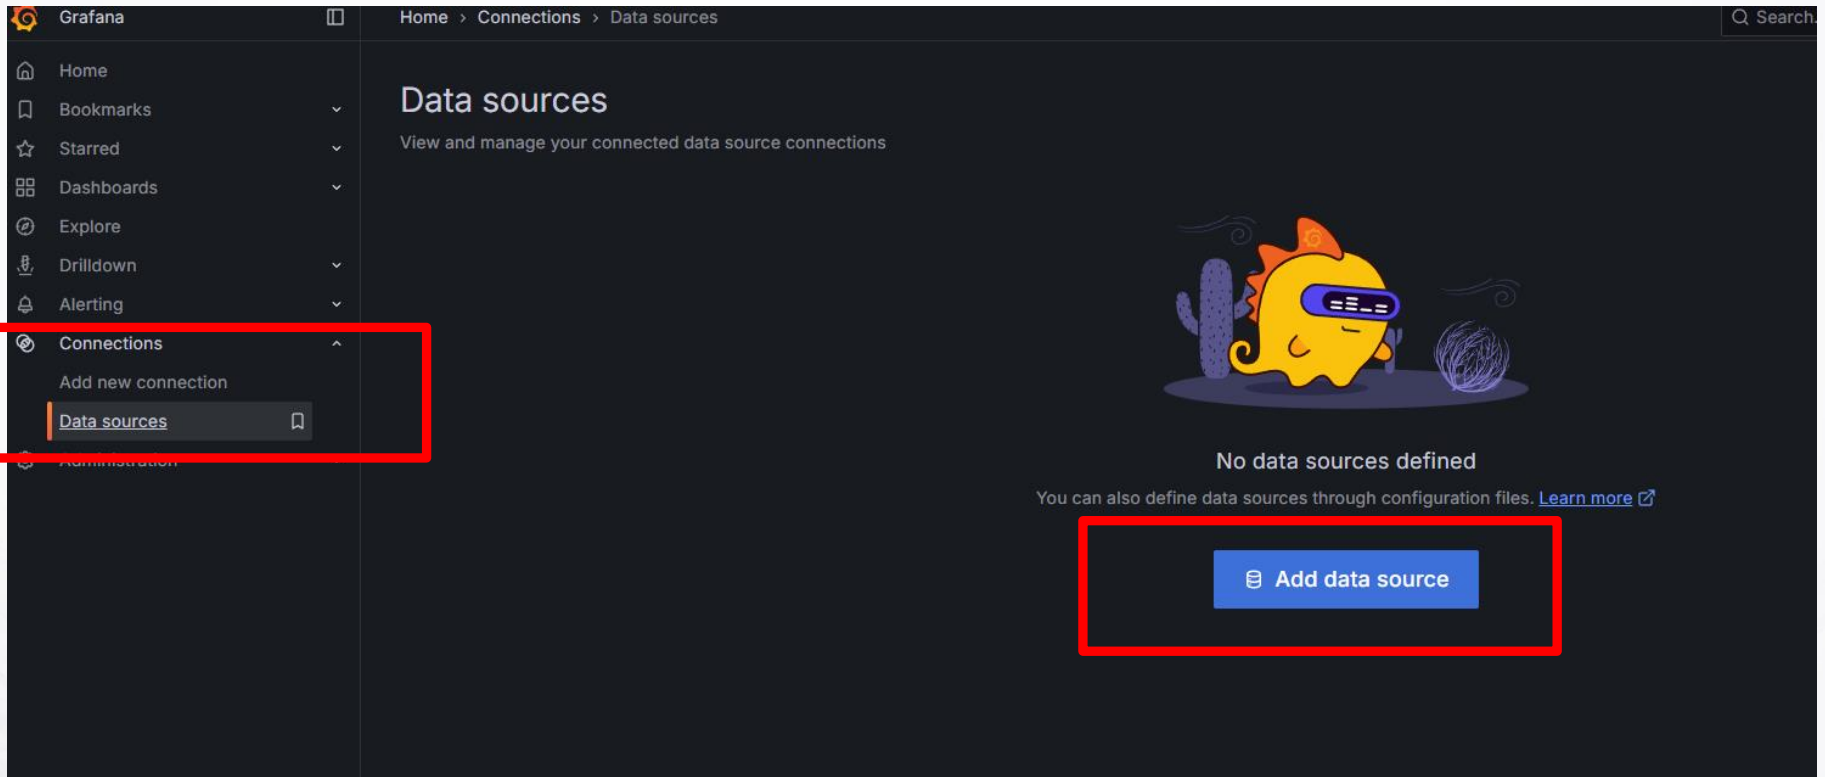 Grafana
Home › Connections › Data sources
Search.
Home
Bookmarks
Starred
Dashboards
Explore
Drilldown
Alerting
Connections
Add new connection
Data sources
Administration
Data sources
View and manage your connected data source connections
No data sources defined
You can also define data sources through configuration files. Learn more
Add data source